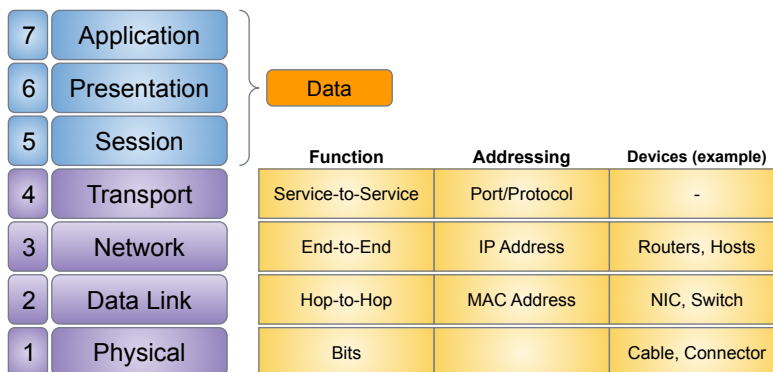 7 Application
6 Presentation
Data
5 Session
Function Addressing Devices (example)
4 Transport Service-to-Service Port/Protocol -
3 Network End-to-End IP Address Routers, Hosts
2 Data Link Hop-to-Hop MAC Address NIC, Switch
1 Physical Bits Cable, Connector